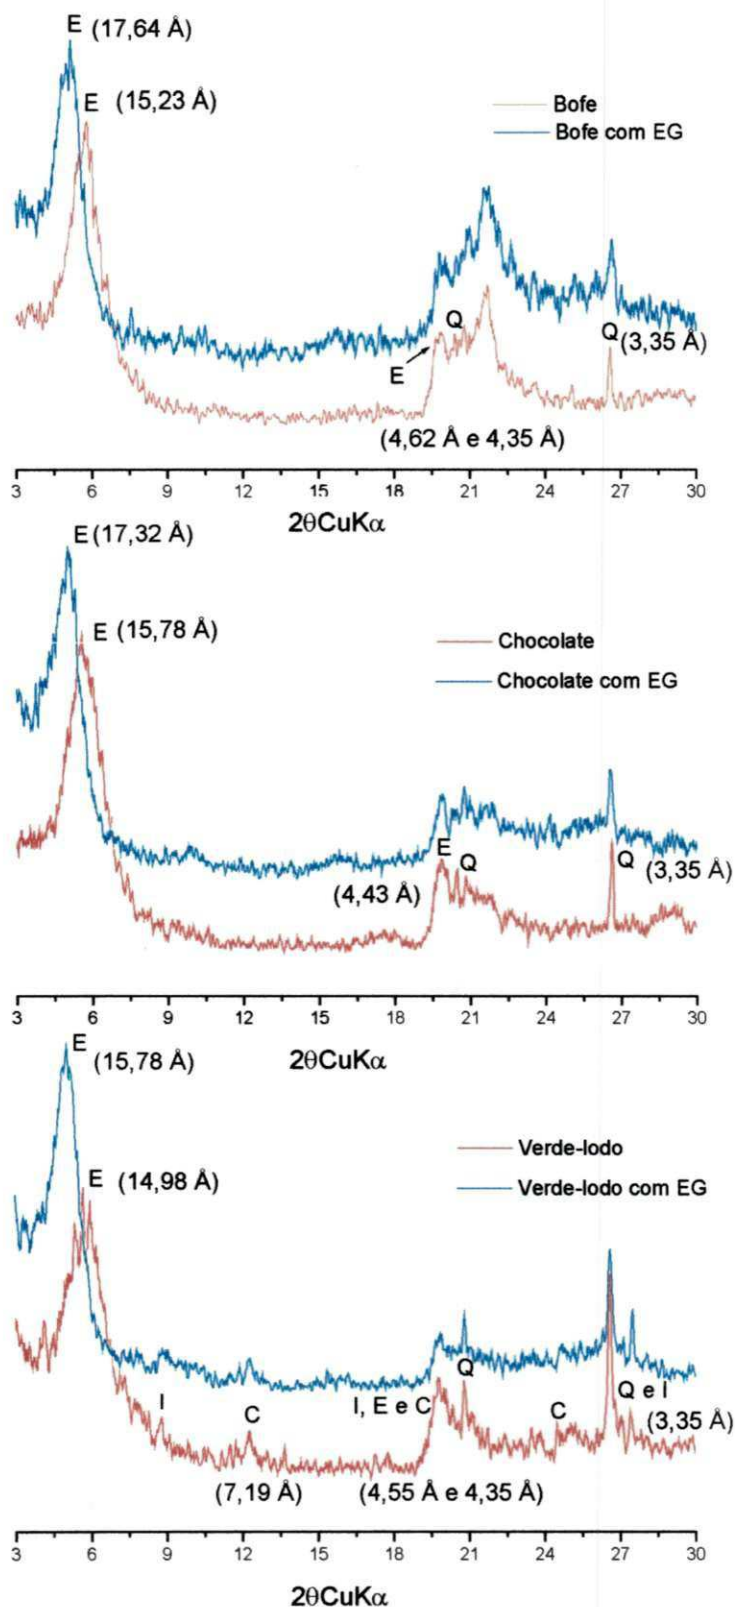 E (17,64 Å)
E (15,23 Å)
Bofe
Bofe com EG
Q
Q (3,35 Å)
E
(4,62 Å e 4,35 Å)
3 6 9 12 15 18 21 24 27 30
2θCuKα
E (17,32 Å)
E (15,78 Å)
Chocolate
Chocolate com EG
E
Q
(4,43 Å)
Q (3,35 Å)
3 6 9 12 15 18 21 24 27 30
2θCuKα
E (15,78 Å)
E (14,98 Å)
Verde-lodo
Verde-lodo com EG
Q
I
C
I, E e C
C
Q e I
(3,35 Å)
(7,19 Å)
(4,55 Å e 4,35 Å)
3 6 9 12 15 18 21 24 27 30
2θCuKα